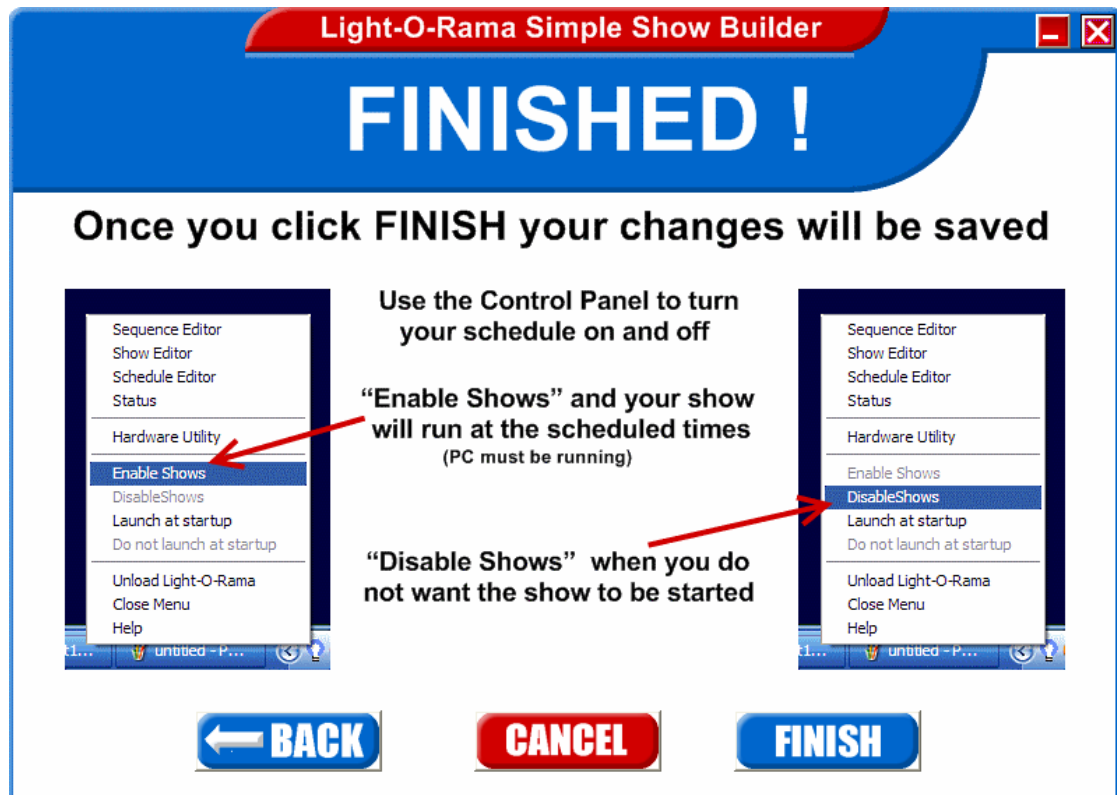 Light-O-Rama Simple Show Builder
FINISHED !
Once you click FINISH your changes will be saved
Sequence Editor
Show Editor
Schedule Editor
Status
Hardware Utility
Enable Shows
DisableShows
Launch at startup
Do not launch at startup
Unload Light-O-Rama
Close Menu
Help
t1...
untitled - P...
Use the Control Panel to turn
your schedule on and off
“Enable Shows” and your show
will run at the scheduled times
(PC must be running)
“Disable Shows” when you do
not want the show to be started
Sequence Editor
Show Editor
Schedule Editor
Status
Hardware Utility
Enable Shows
DisableShows
Launch at startup
Do not launch at startup
Unload Light-O-Rama
Close Menu
Help
t1...
untitled - P...
BACK
CANCEL
FINISH